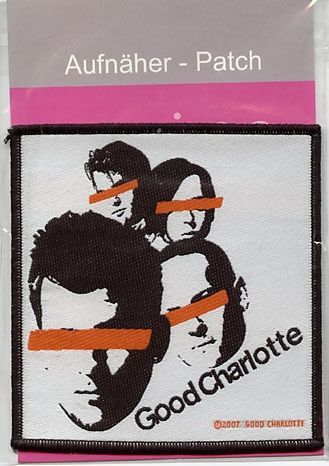 Aufnäher - Patch
Good Charlotte
©2007 GOOD CHARLOTTE